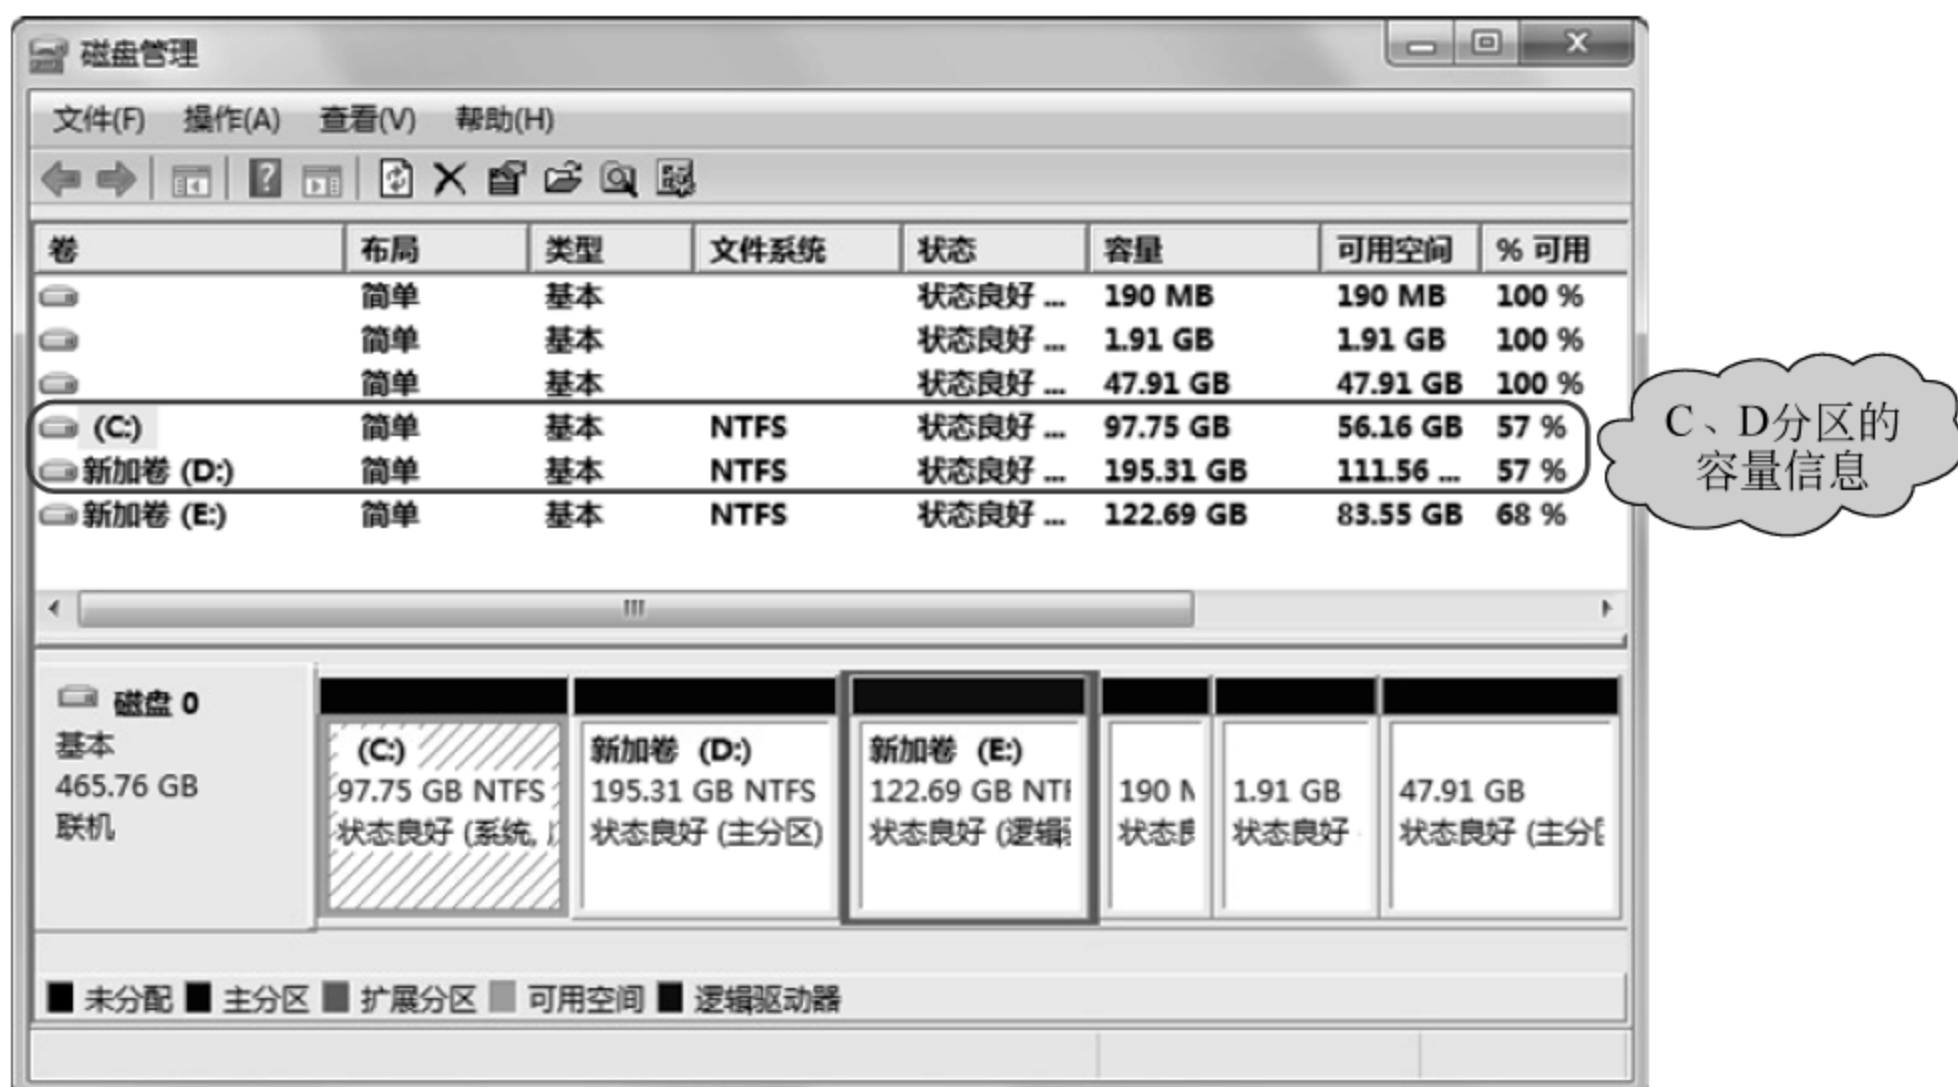 磁盘管理
文件(F) 操作(A) 查看(V) 帮助(H)
卷 布局 类型 文件系统 状态 容量 可用空间 % 可用
简单 基本 状态良好 ... 190 MB 190 MB 100 %
简单 基本 状态良好 ... 1.91 GB 1.91 GB 100 %
简单 基本 状态良好 ... 47.91 GB 47.91 GB 100 %
(C:) 简单 基本 NTFS 状态良好 ... 97.75 GB 56.16 GB 57 %
新加卷 (D:) 简单 基本 NTFS 状态良好 ... 195.31 GB 111.56 ... 57 %
新加卷 (E:) 简单 基本 NTFS 状态良好 ... 122.69 GB 83.55 GB 68 %
C、D分区的
容量信息
磁盘 0
基本
465.76 GB
联机
(C:)
97.75 GB NTFS
状态良好 (系统,
新加卷 (D:)
195.31 GB NTFS
状态良好 (主分区)
新加卷 (E:)
122.69 GB NTF
状态良好 (逻辑
190 M
状态良
1.91 GB
状态良好
47.91 GB
状态良好 (主分
未分配 主分区 扩展分区 可用空间 逻辑驱动器